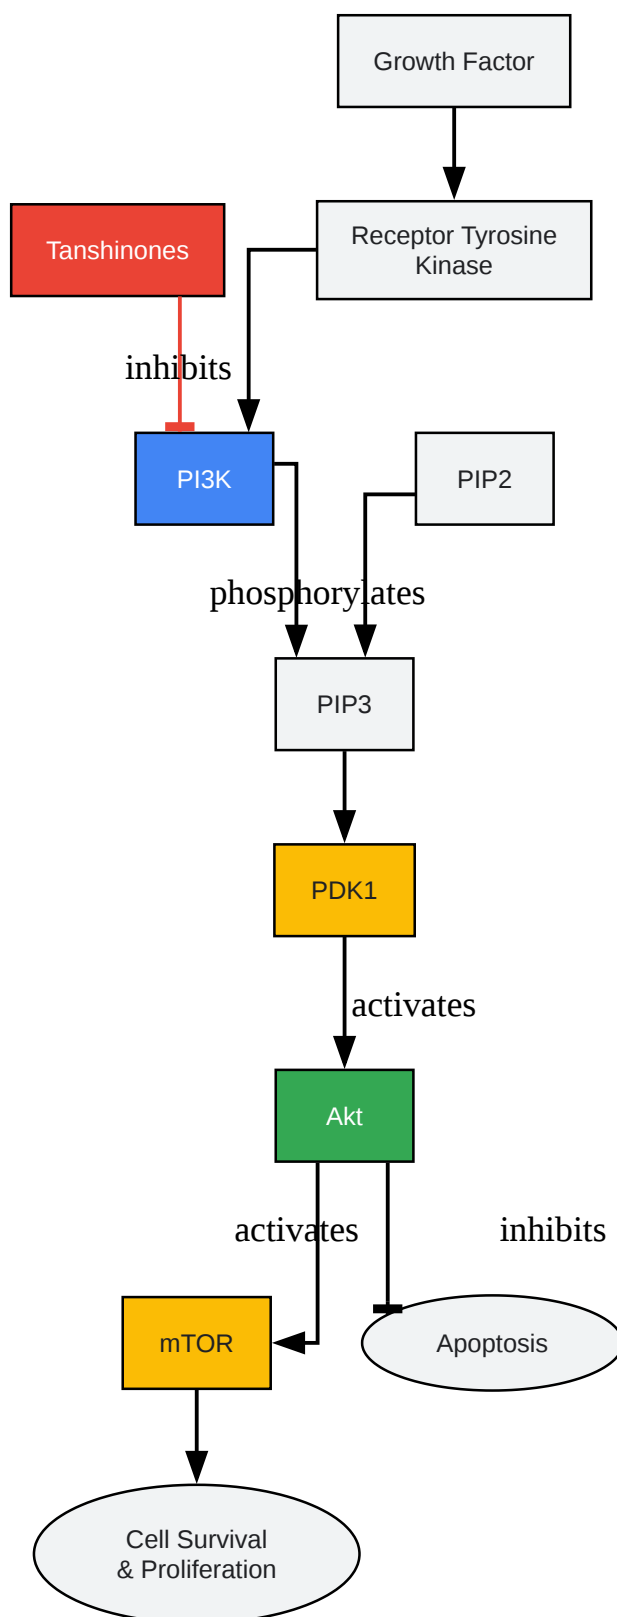 Growth Factor
Tanshinones
Receptor Tyrosine
Kinase
inhibits
PI3K
PIP2
phosphorylates
PIP3
PDK1
activates
Akt
activates
inhibits
mTOR
Apoptosis
Cell Survival
& Proliferation